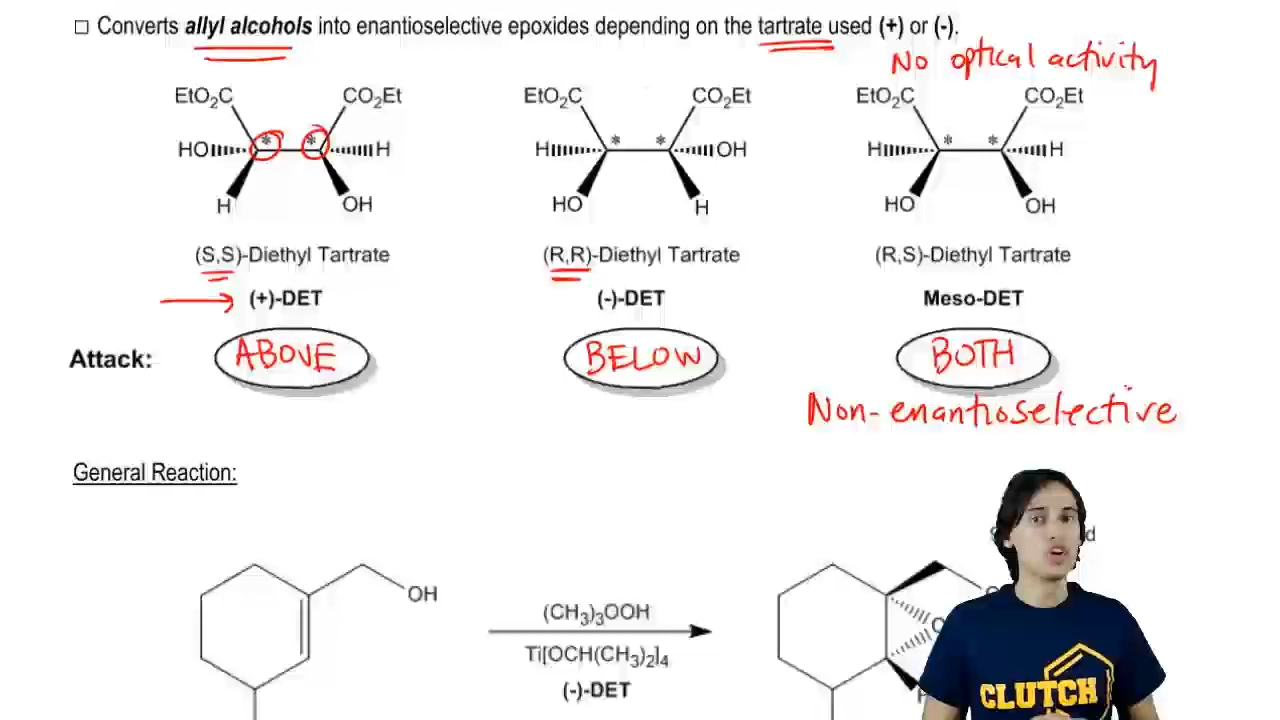 □ Converts allyl alcohols into enantioselective epoxides depending on the tartrate used (+) or (-).
No optical activity
EtO₂C CO₂Et EtO₂C CO₂Et EtO₂C CO₂Et
HO * * H H * * OH H * * H
H OH HO H HO OH
(S,S)-Diethyl Tartrate (R,R)-Diethyl Tartrate (R,S)-Diethyl Tartrate
(+)-DET (-)-DET Meso-DET
Attack: ABOVE BELOW BOTH
Non-enantioselective
General Reaction:
OH
(CH₃)₃OOH
Ti[OCH(CH₃)₂]₄
(-)-DET
CLUTCH